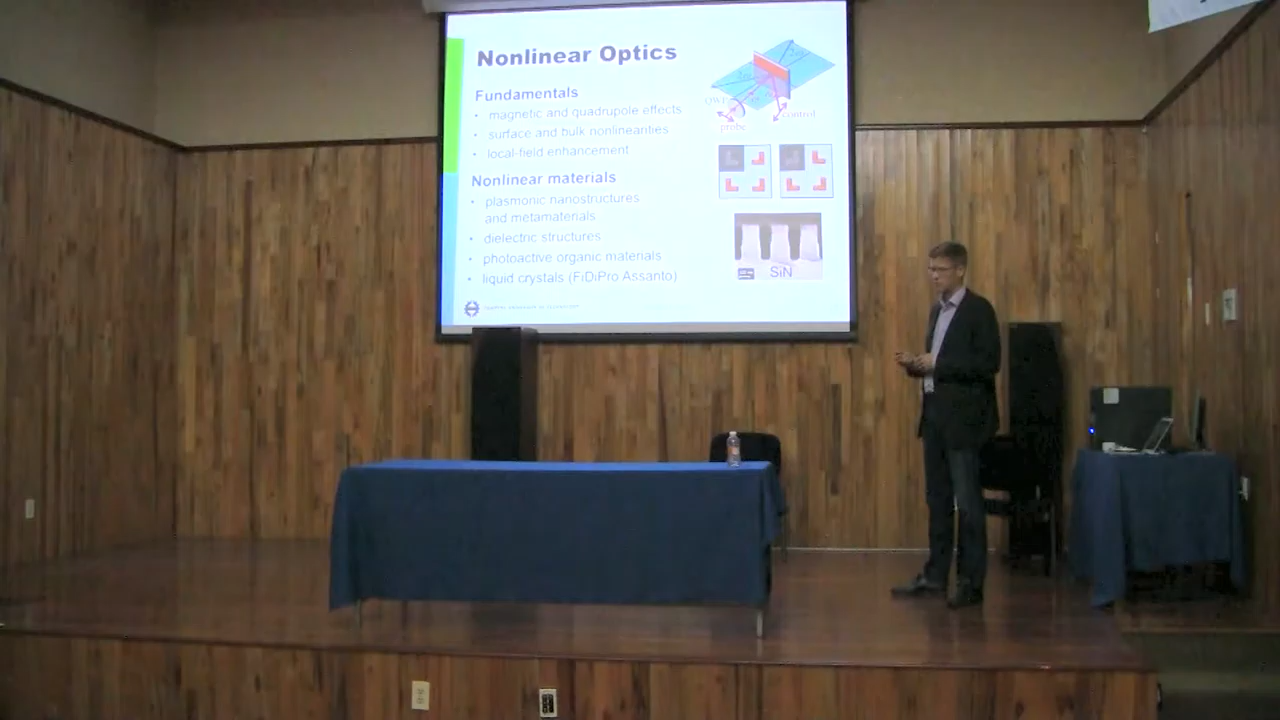 Nonlinear Optics
Fundamentals
• magnetic and quadrupole effects
• surface and bulk nonlinearities
• local-field enhancement
Nonlinear materials
• plasmonic nanostructures
and metamaterials
• dielectric structures
• photoactive organic materials
• liquid crystals (FiDiPro Assanto)
QWP
control
probe
SiN